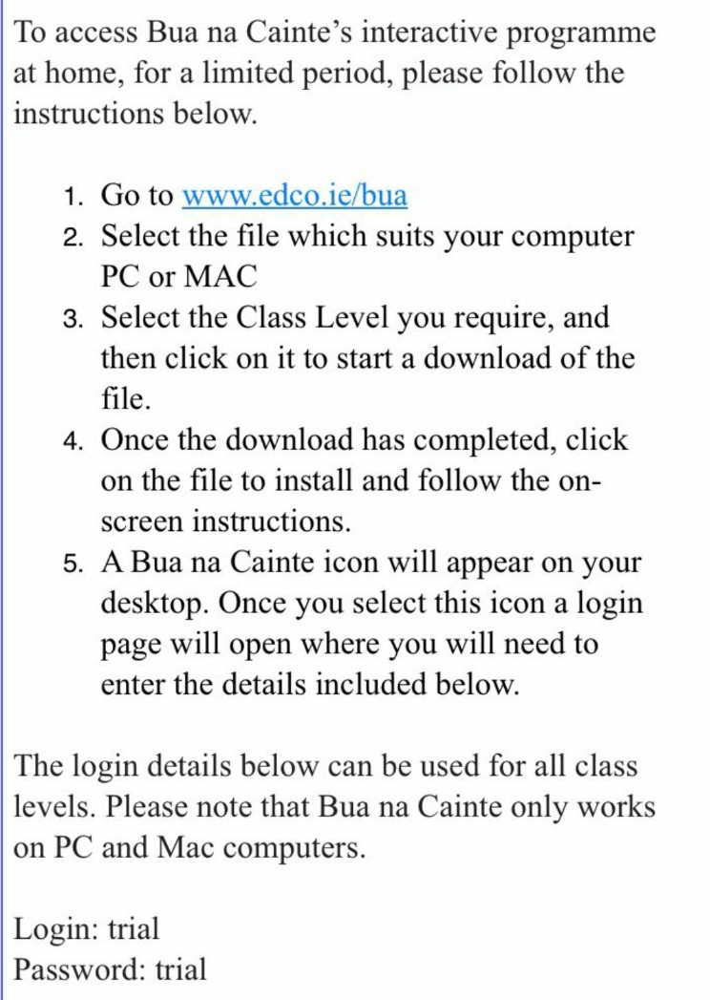 To access Bua na Cainte’s interactive programme
at home, for a limited period, please follow the
instructions below.
1. Go to www.edco.ie/bua
2. Select the file which suits your computer
PC or MAC
3. Select the Class Level you require, and
then click on it to start a download of the
file.
4. Once the download has completed, click
on the file to install and follow the on-
screen instructions.
5. A Bua na Cainte icon will appear on your
desktop. Once you select this icon a login
page will open where you will need to
enter the details included below.
The login details below can be used for all class
levels. Please note that Bua na Cainte only works
on PC and Mac computers.
Login: trial
Password: trial